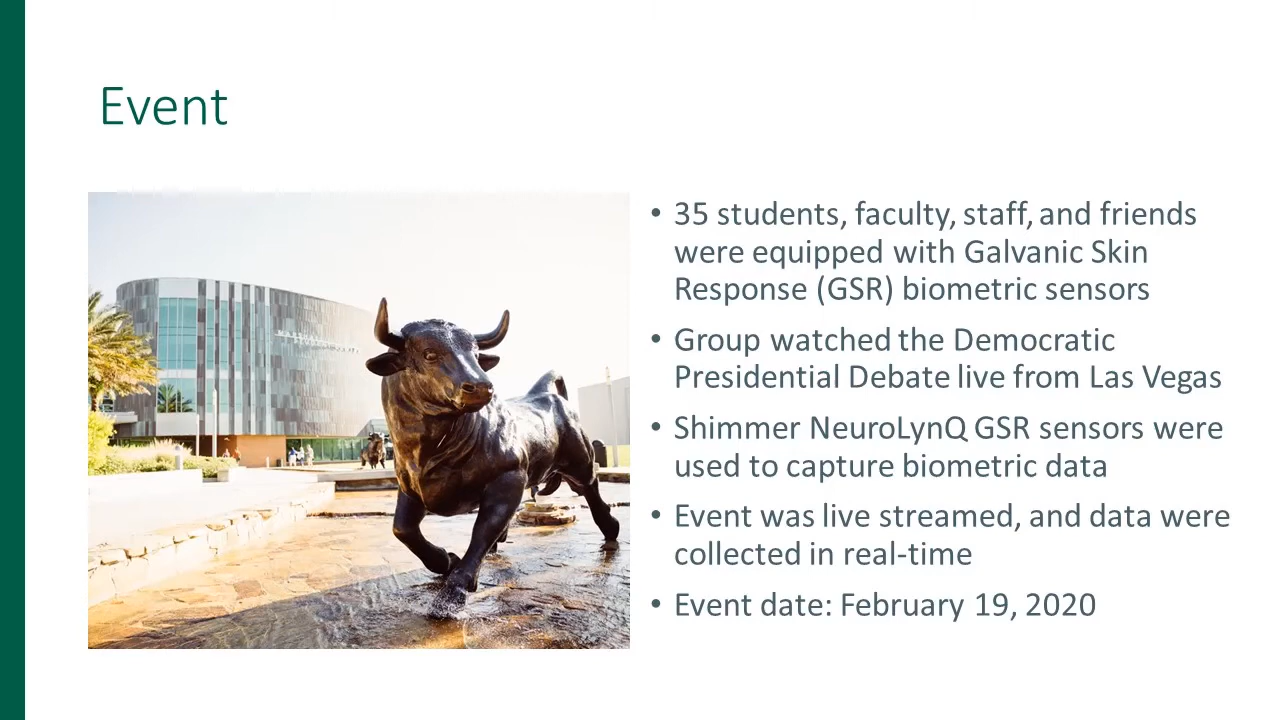 Event
• 35 students, faculty, staff, and friends
were equipped with Galvanic Skin
Response (GSR) biometric sensors
• Group watched the Democratic
Presidential Debate live from Las Vegas
• Shimmer NeuroLynQ GSR sensors were
used to capture biometric data
• Event was live streamed, and data were
collected in real-time
• Event date: February 19, 2020